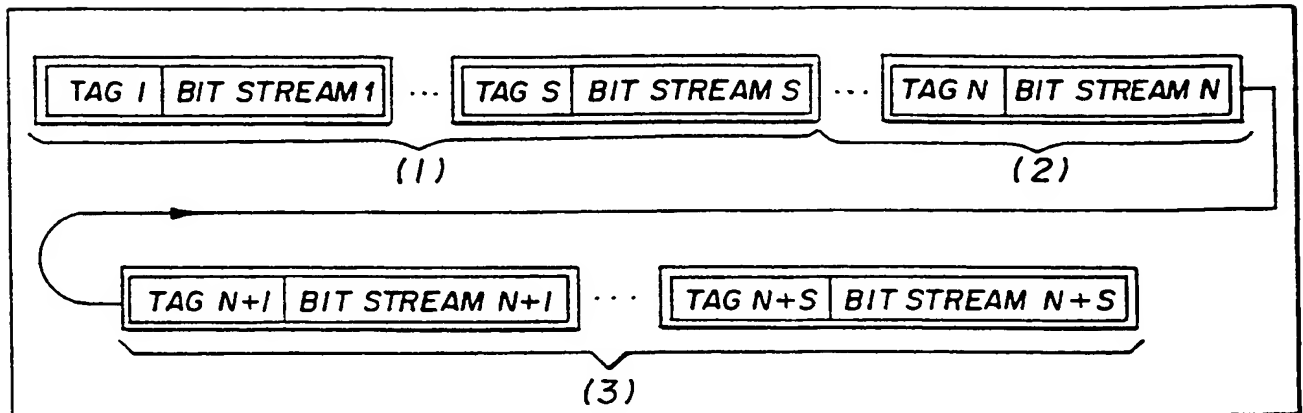 TAG 1 BIT STREAM 1 ... TAG S BIT STREAM S ... TAG N BIT STREAM N
(1) (2)
TAG N+1 BIT STREAM N+1 ... TAG N+S BIT STREAM N+S
(3)